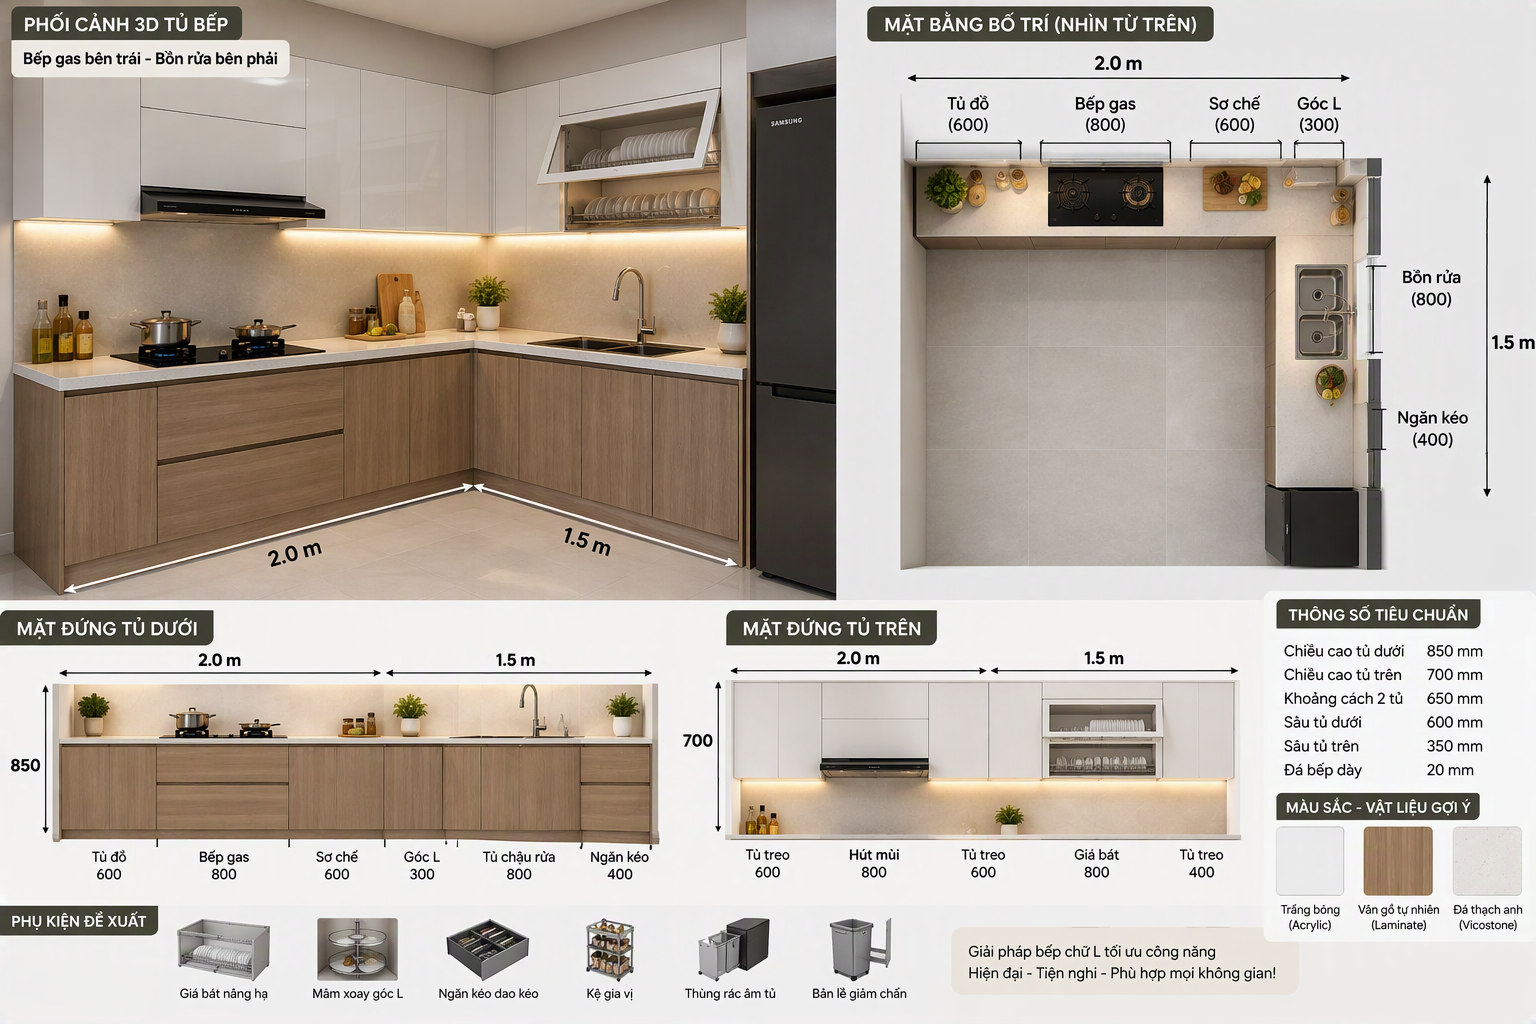 PHỐI CẢNH 3D TỦ BẾP
Bếp gas bên trái - Bồn rửa bên phải
SAMSUNG
2.0 m
1.5 m
MẶT BẰNG BỐ TRÍ (NHÌN TỪ TRÊN)
2.0 m
Tủ đồ
(600)
Bếp gas
(800)
Sơ chế
(600)
Góc L
(300)
Bồn rửa
(800)
1.5 m
Ngăn kéo
(400)
MẶT ĐỨNG TỦ DƯỚI
2.0 m
1.5 m
850
Tủ đồ
600
Bếp gas
800
Sơ chế
600
Góc L
300
Tủ chậu rửa
800
Ngăn kéo
400
MẶT ĐỨNG TỦ TRÊN
2.0 m
1.5 m
700
Tủ treo
600
Hút mùi
800
Tủ treo
600
Giá bát
800
Tủ treo
400
THÔNG SỐ TIÊU CHUẨN
Chiều cao tủ dưới 850 mm
Chiều cao tủ trên 700 mm
Khoảng cách 2 tủ 650 mm
Sâu tủ dưới 600 mm
Sâu tủ trên 350 mm
Đá bếp dày 20 mm
MÀU SẮC - VẬT LIỆU GỢI Ý
Trắng bóng
(Acrylic)
Vân gỗ tự nhiên
(Laminate)
Đá thạch anh
(Vicostone)
PHỤ KIỆN ĐỀ XUẤT
Giá bát nâng hạ
Mâm xoay góc L
Ngăn kéo dao kéo
Kệ gia vị
Thùng rác âm tủ
Bản lề giảm chấn
Giải pháp bếp chữ L tối ưu công năng
Hiện đại - Tiện nghi - Phù hợp mọi không gian!